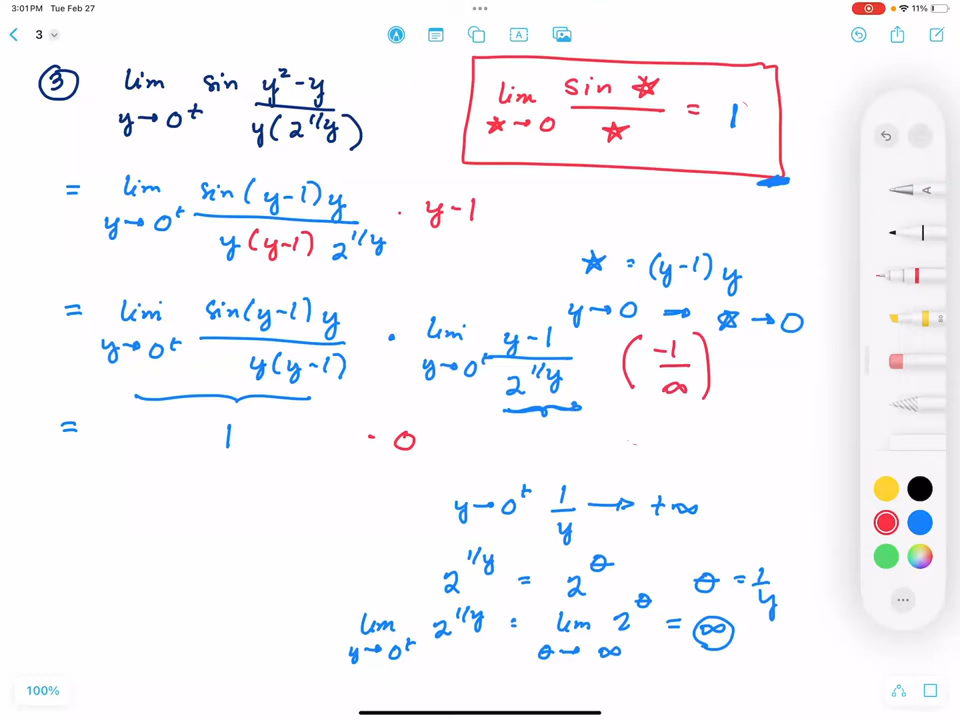 3:01 PM Tue Feb 27
11%
3
③ lim y→0⁺ sin (y² - y) / y(2^(1/y))
lim ☆→0 sin ☆ / ☆ = 1
= lim y→0⁺ sin(y-1)y / y(y-1) 2^(1/y) · y-1
☆ = (y-1)y
y→0 ⇒ ☆→0
= lim y→0⁺ sin(y-1)y / y(y-1) · lim y→0⁺ y-1 / 2^(1/y) (-1/∞)
= 1 · 0
y→0⁺ 1/y → +∞
2^(1/y) = 2^θ θ = 1/y
lim y→0⁺ 2^(1/y) = lim θ→∞ 2^θ = ∞
100%